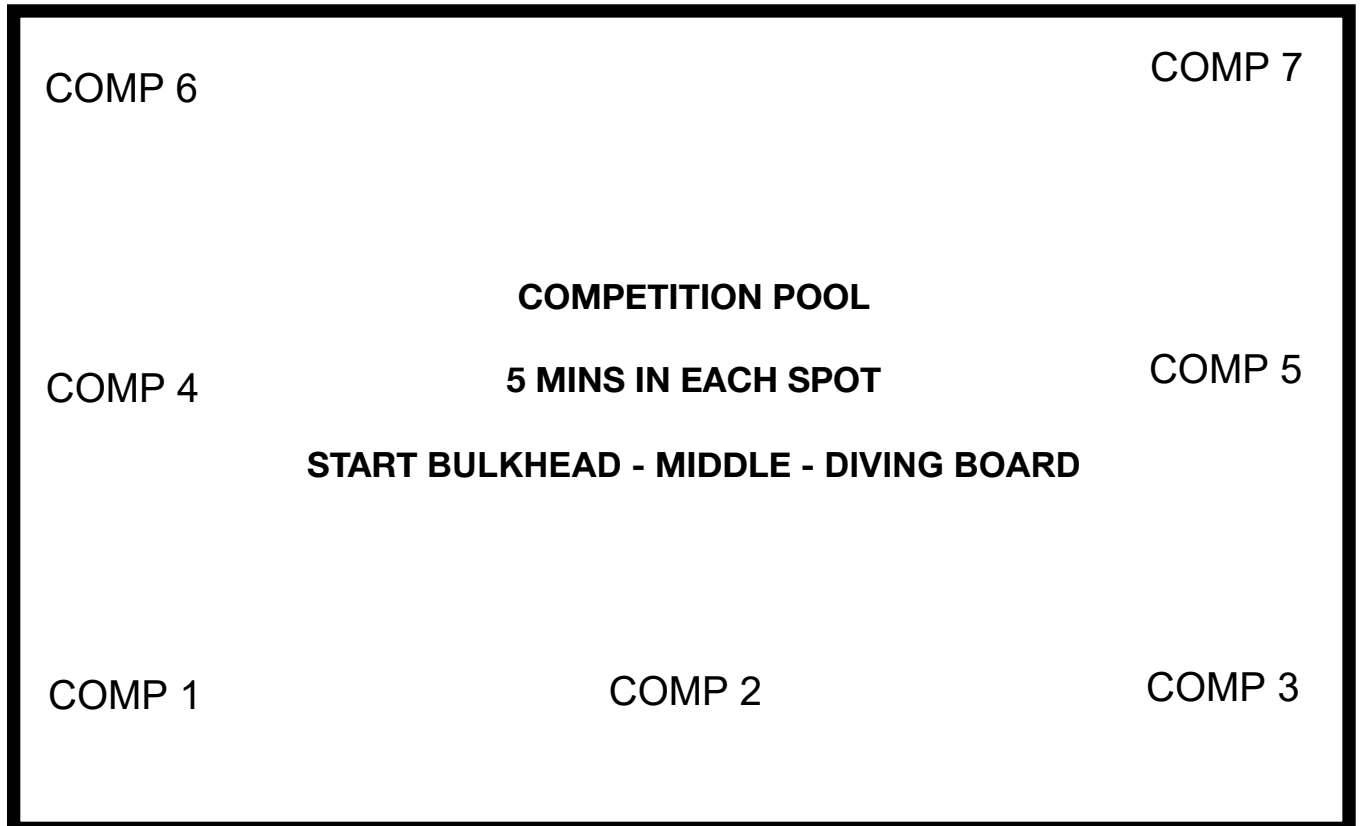 COMP 6
COMP 7
COMPETITION POOL
5 MINS IN EACH SPOT
COMP 4
COMP 5
START BULKHEAD - MIDDLE - DIVING BOARD
COMP 1
COMP 2
COMP 3